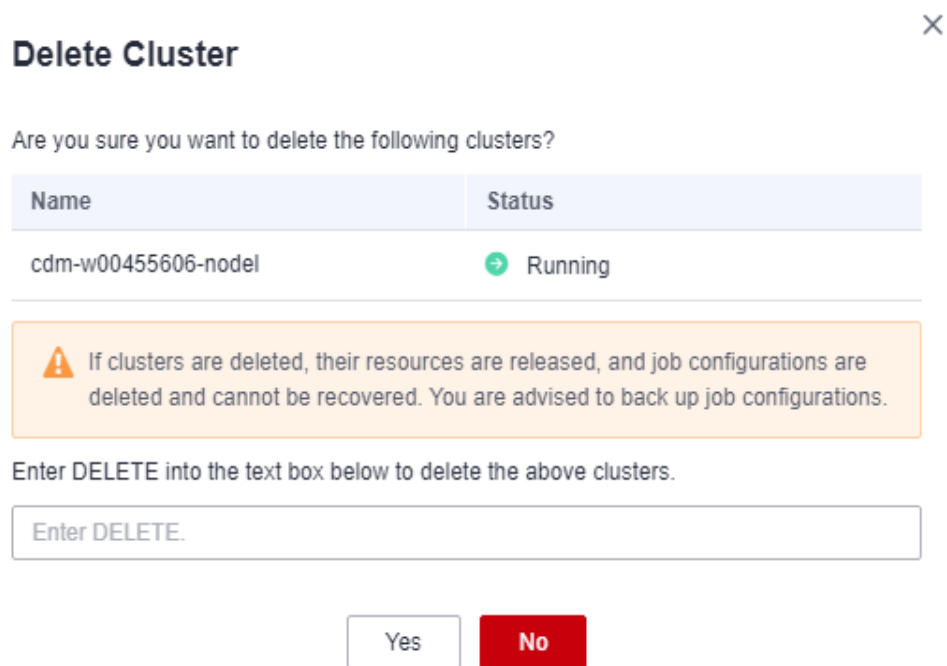 Delete Cluster
Are you sure you want to delete the following clusters?
Name Status
cdm-w00455606-nodel Running
If clusters are deleted, their resources are released, and job configurations are
deleted and cannot be recovered. You are advised to back up job configurations.
Enter DELETE into the text box below to delete the above clusters.
Enter DELETE.
Yes No